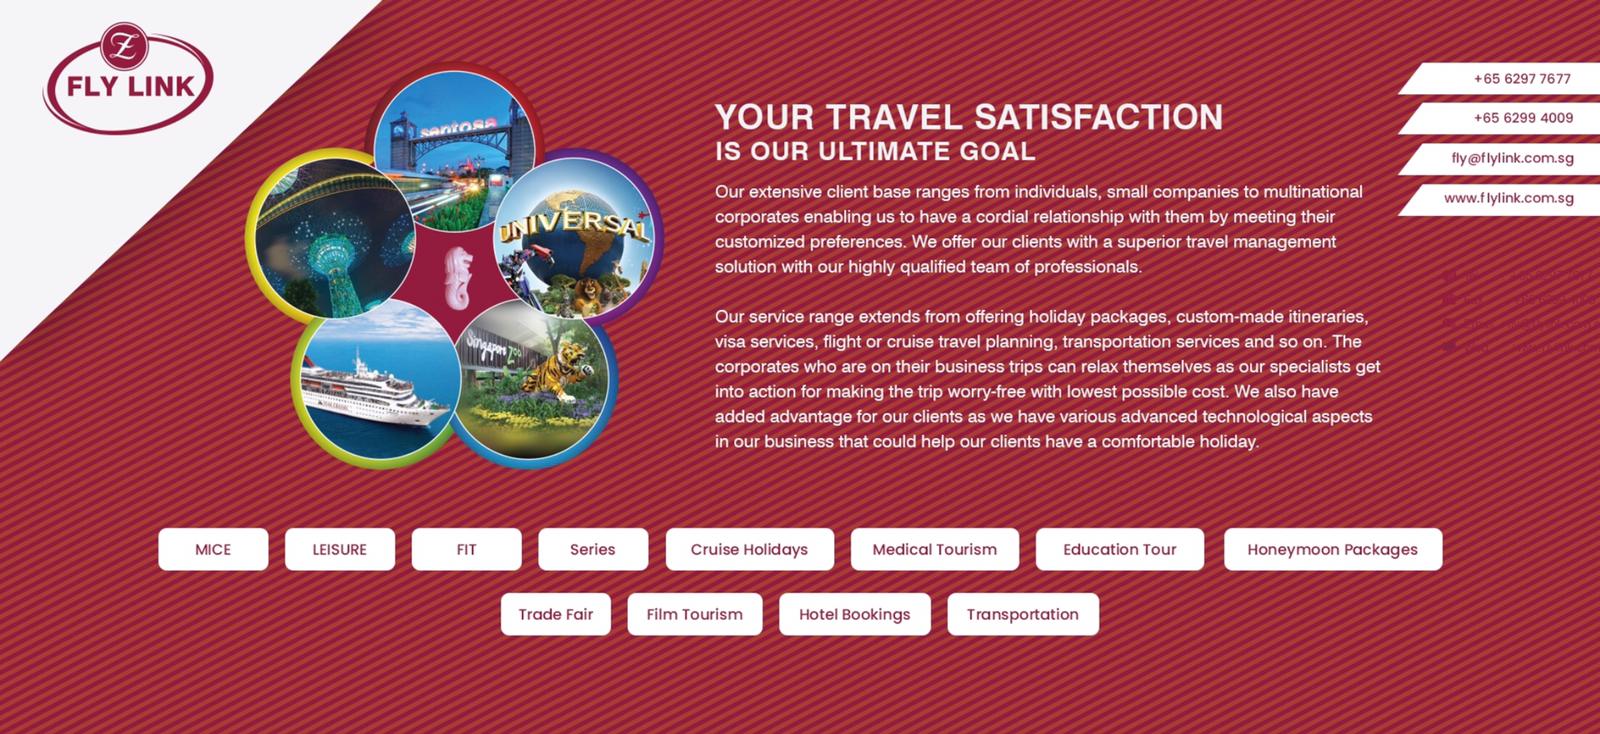 FLY LINK
sentosa
UNIVERSAL
Singapore Zoo
YOUR TRAVEL SATISFACTION
IS OUR ULTIMATE GOAL
Our extensive client base ranges from individuals, small companies to multinational
corporates enabling us to have a cordial relationship with them by meeting their
customized preferences. We offer our clients with a superior travel management
solution with our highly qualified team of professionals.
Our service range extends from offering holiday packages, custom-made itineraries,
visa services, flight or cruise travel planning, transportation services and so on. The
corporates who are on their business trips can relax themselves as our specialists get
into action for making the trip worry-free with lowest possible cost. We also have
added advantage for our clients as we have various advanced technological aspects
in our business that could help our clients have a comfortable holiday.
+65 6297 7677
+65 6299 4009
fly@flylink.com.sg
www.flylink.com.sg
MICE
LEISURE
FIT
Series
Cruise Holidays
Medical Tourism
Education Tour
Honeymoon Packages
Trade Fair
Film Tourism
Hotel Bookings
Transportation